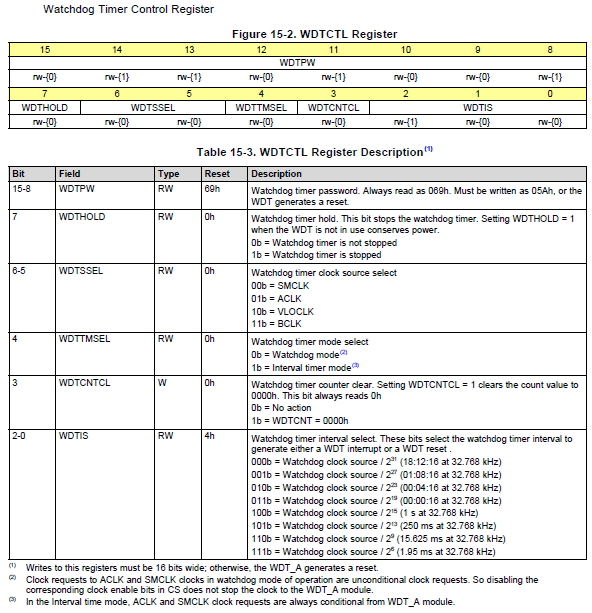 Watchdog Timer Control Register
Figure 15-2. WDTCTL Register
15 14 13 12 11 10 9 8
WDTPW
rw-{0} rw-{1} rw-{1} rw-{0} rw-{1} rw-{0} rw-{0} rw-{1}
7 6 5 4 3 2 1 0
WDTHOLD WDTSSEL WDTTMSEL WDTCNTCL WDTIS
rw-{0} rw-{0} rw-{0} rw-{0} rw-{0} rw-{1} rw-{0} rw-{0}
Table 15-3. WDTCTL Register Description(1)
Bit Field Type Reset Description
15-8 WDTPW RW 69h Watchdog timer password. Always read as 069h. Must be written as 05Ah, or the
WDT generates a reset.
7 WDTHOLD RW 0h Watchdog timer hold. This bit stops the watchdog timer. Setting WDTHOLD = 1
when the WDT is not in use conserves power.
0b = Watchdog timer is not stopped
1b = Watchdog timer is stopped
6-5 WDTSSEL RW 0h Watchdog timer clock source select
00b = SMCLK
01b = ACLK
10b = VLOCLK
11b = BCLK
4 WDTTMSEL RW 0h Watchdog timer mode select
0b = Watchdog mode(2)
1b = Interval timer mode(3)
3 WDTCNTCL W 0h Watchdog timer counter clear. Setting WDTCNTCL = 1 clears the count value to
0000h. This bit always reads 0h
0b = No action
1b = WDTCNT = 0000h
2-0 WDTIS RW 4h Watchdog timer interval select. These bits select the watchdog timer interval to
generate either a WDT interrupt or a WDT reset .
000b = Watchdog clock source / 2^31 (18:12:16 at 32.768 kHz)
001b = Watchdog clock source / 2^27 (01:08:16 at 32.768 kHz)
010b = Watchdog clock source / 2^23 (00:04:16 at 32.768 kHz)
011b = Watchdog clock source / 2^19 (00:00:16 at 32.768 kHz)
100b = Watchdog clock source / 2^15 (1 s at 32.768 kHz)
101b = Watchdog clock source / 2^13 (250 ms at 32.768 kHz)
110b = Watchdog clock source / 2^9 (15.625 ms at 32.768 kHz)
111b = Watchdog clock source / 2^6 (1.95 ms at 32.768 kHz)
(1) Writes to this registers must be 16 bits wide; otherwise, the WDT_A generates a reset.
(2) Clock requests to ACLK and SMCLK clocks in watchdog mode of operation are unconditional clock requests. So disabling the
corresponding clock enable bits in CS does not stop the clock to the WDT_A module.
(3) In the Interval time mode, ACLK and SMCLK clock requests are always conditional from WDT_A module.